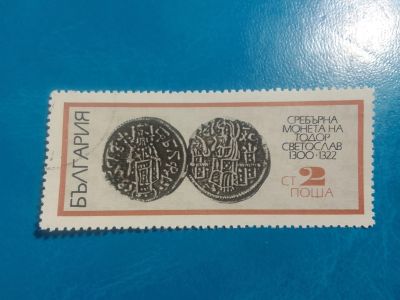 БЪЛГАРИЯ
СРЕБЪРНА
МОНЕТА НА
ТОДОР
СВЕТОСЛАВ
1300·1322
СТ 2
ПОЩА